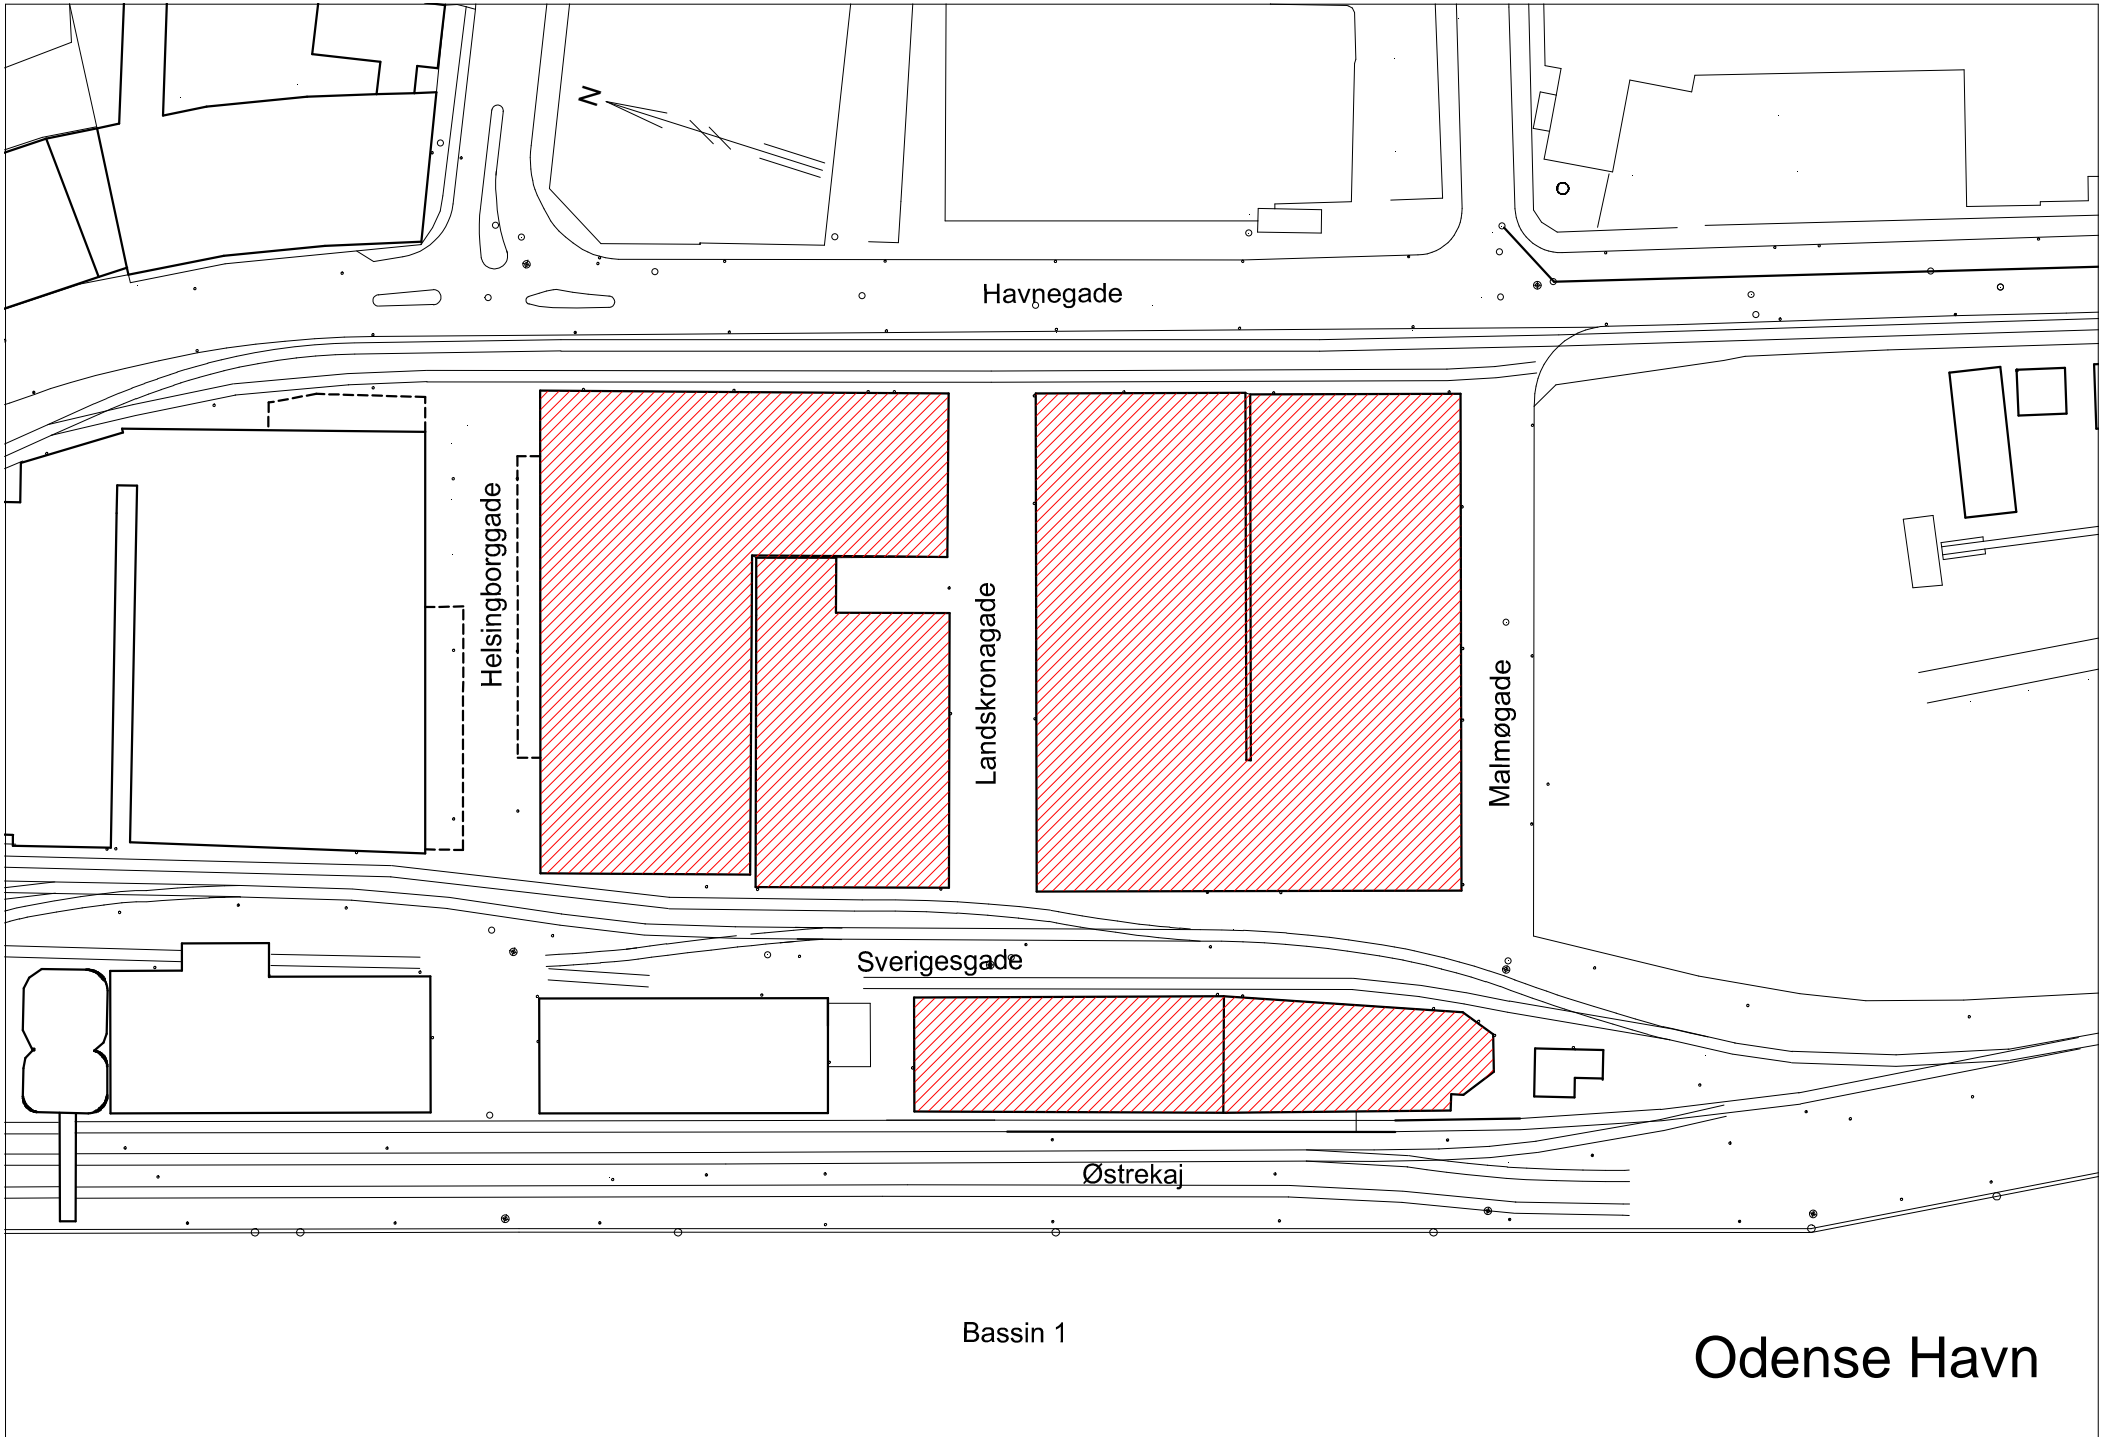 N
Havnegade
Helsingborggade
Landskronagade
Malmøgade
Sverigesgade
Østrekaj
Bassin 1
Odense Havn